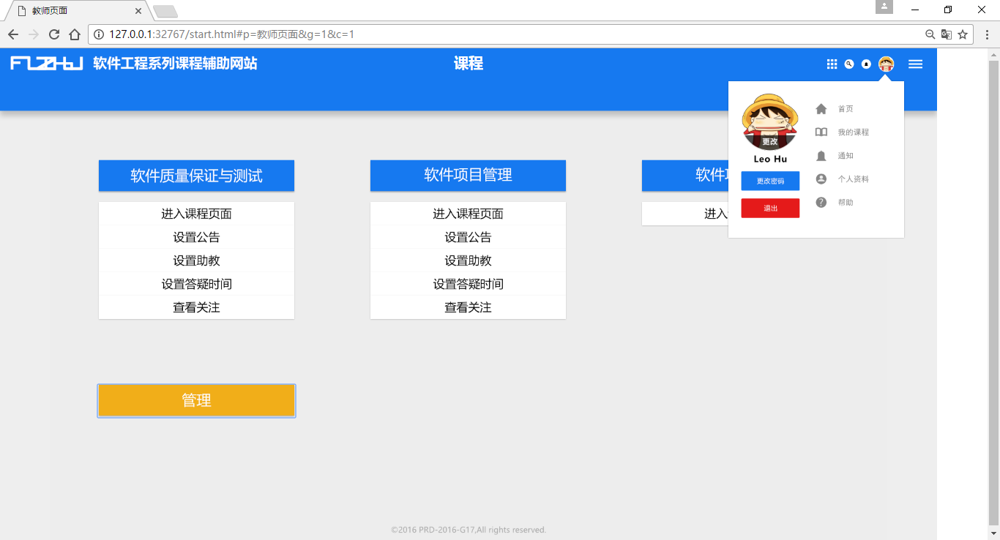 教师页面
127.0.0.1:32767/start.html#p=教师页面&g=1&c=1
软件工程系列课程辅助网站
课程
更改
Leo Hu
更改密码
退出
首页
我的课程
通知
个人资料
帮助
软件质量保证与测试
进入课程页面
设置公告
设置助教
设置答疑时间
查看关注
软件项目管理
进入课程页面
设置公告
设置助教
设置答疑时间
查看关注
软件
进入
管理
©2016 PRD-2016-G17,All rights reserved.